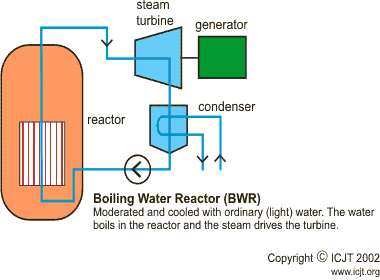 steam
turbine
generator
condenser
reactor
Boiling Water Reactor (BWR)
Moderated and cooled with ordinary (light) water. The water
boils in the reactor and the steam drives the turbine.
Copyright © ICJT 2002
www.icjt.org